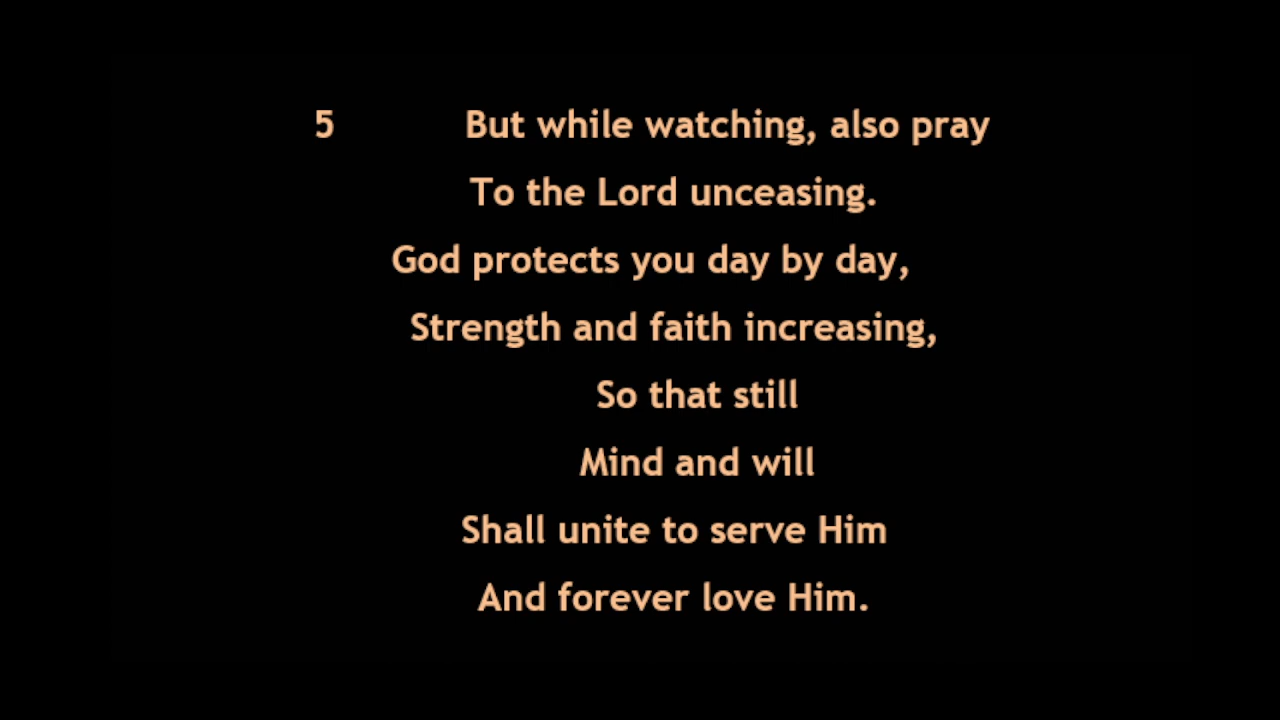 5 But while watching, also pray
To the Lord unceasing.
God protects you day by day,
Strength and faith increasing,
So that still
Mind and will
Shall unite to serve Him
And forever love Him.